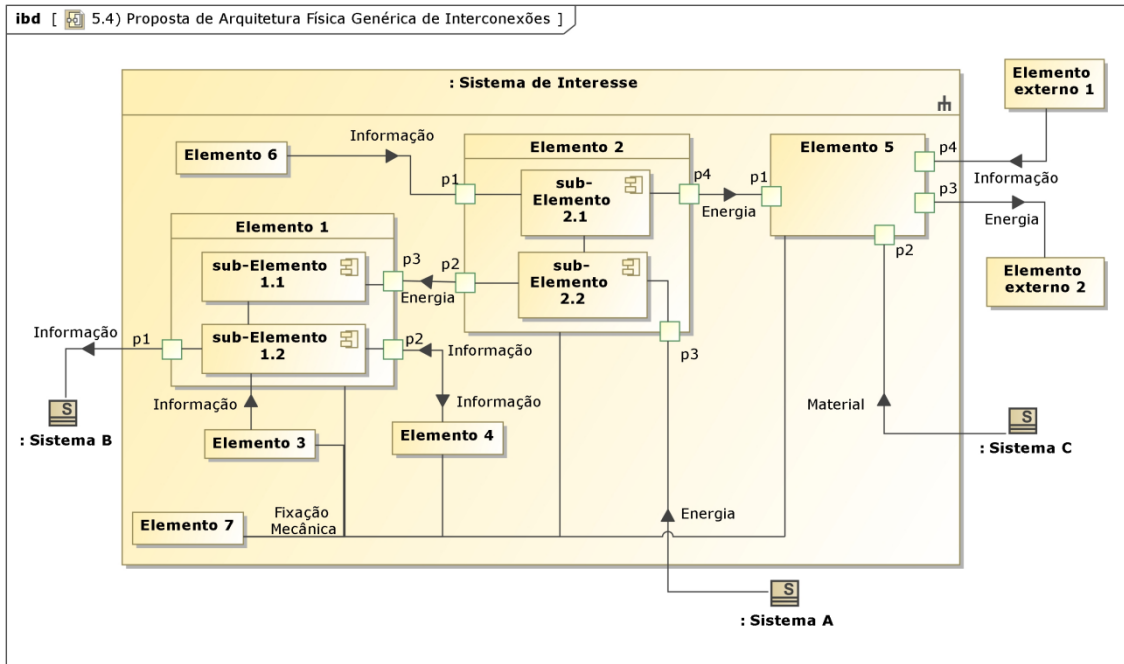 ibd [ 5.4) Proposta de Arquitetura Física Genérica de Interconexões ]
: Sistema de Interesse
Elemento
externo 1
Informação
Elemento 6
Elemento 2
Elemento 5
p4
p1
sub-
Elemento
2.1
p4
p1
Informação
p3
Energia
Energia
Elemento 1
p2
sub-Elemento
1.1
p3
p2
sub-
Elemento
2.2
Elemento
externo 2
Energia
Informação
p1
sub-Elemento
1.2
p2
Informação
p3
Informação
Informação
Material
S
: Sistema B
Elemento 3
Elemento 4
S
: Sistema C
Elemento 7
Fixação
Mecânica
Energia
S
: Sistema A